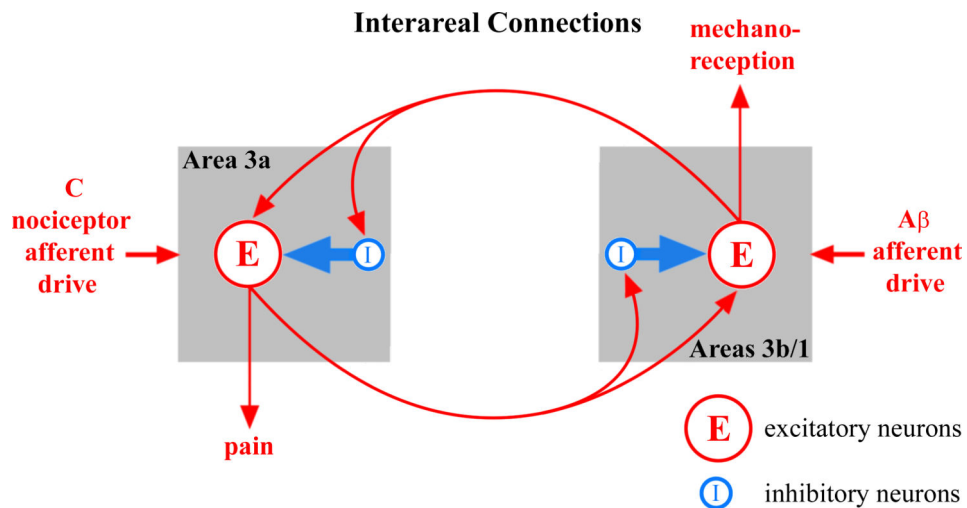 Interareal Connections
mechano-
reception
Area 3a
C
nociceptor
afferent
drive
E
I
I
E
Aβ
afferent
drive
Areas 3b/1
pain
E excitatory neurons
I inhibitory neurons